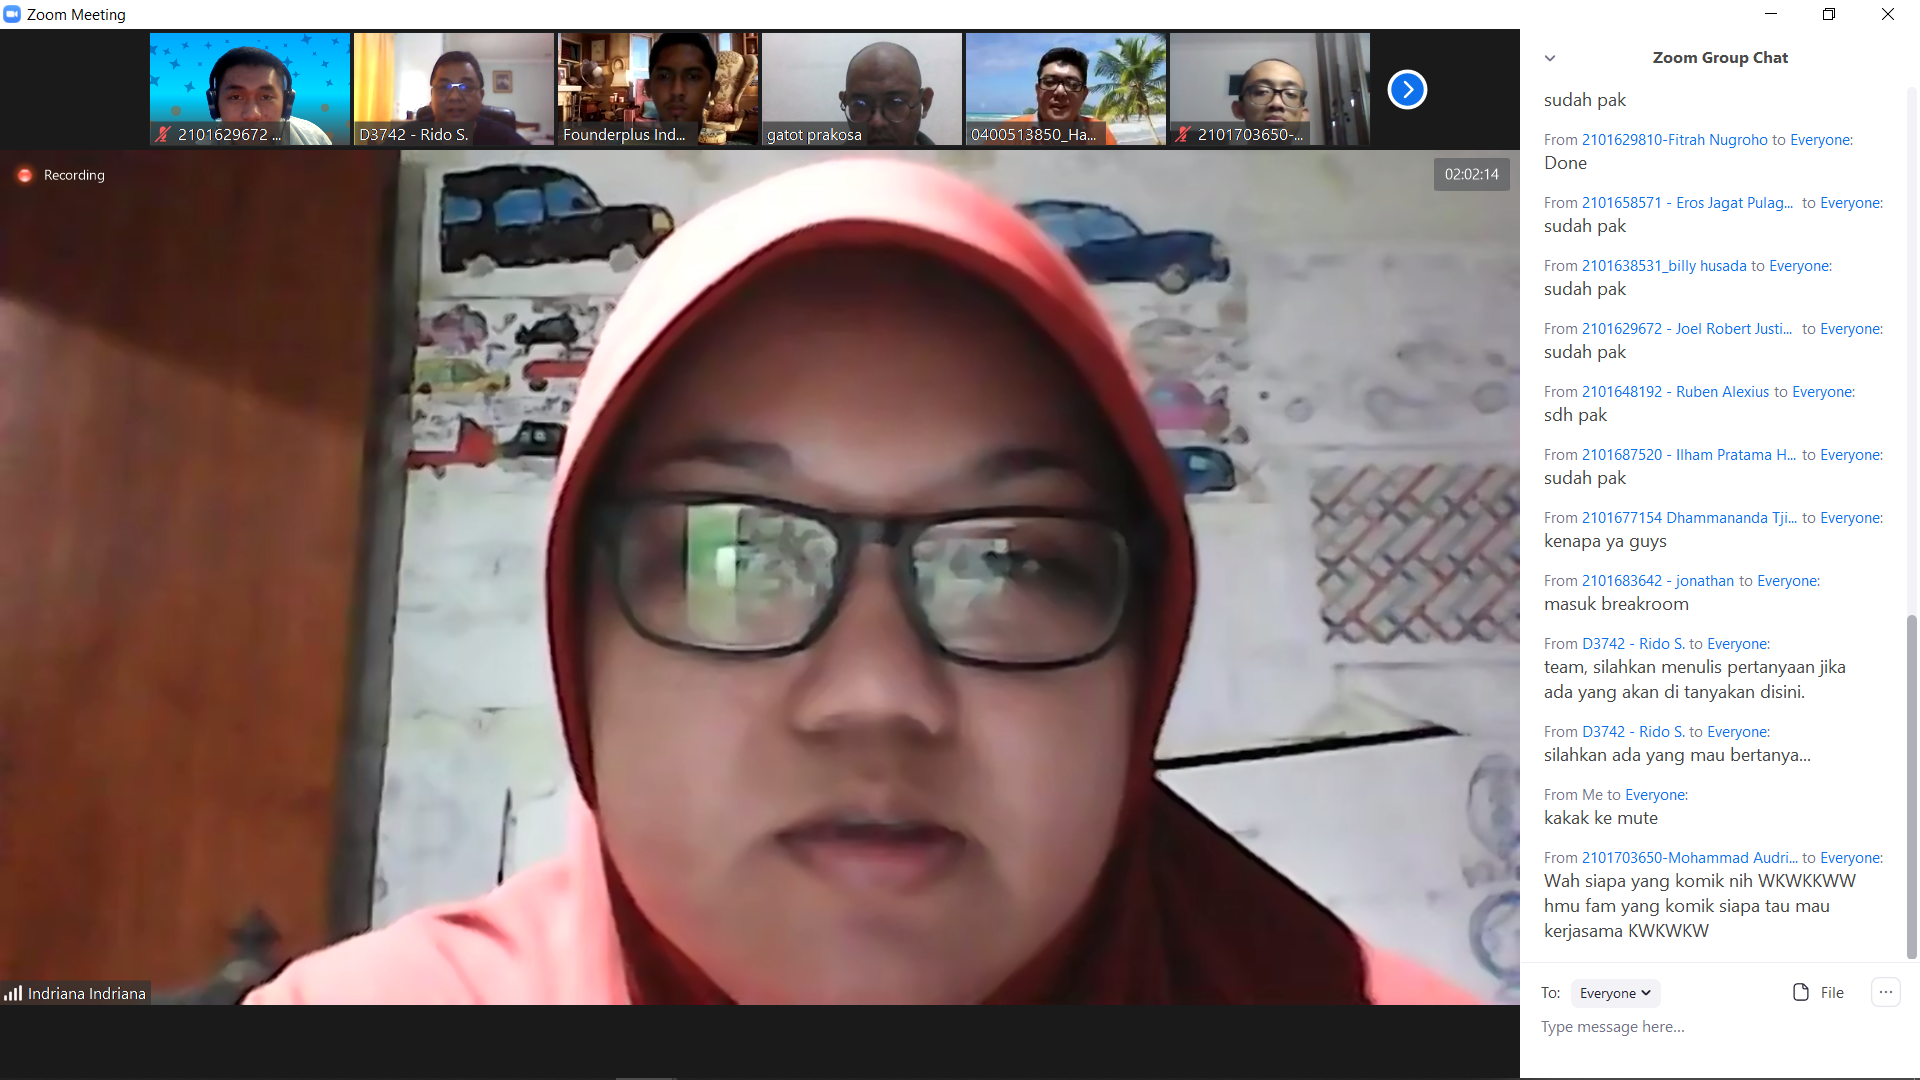 Zoom Meeting
2101629672 ...
D3742 - Rido S.
Founderplus Ind...
gatot prakosa
0400513850_Ha...
2101703650-...
Recording
02:02:14
Indriana Indriana
Zoom Group Chat
sudah pak
From 2101629810-Fitrah Nugroho to Everyone:
Done
From 2101658571 - Eros Jagat Pulag... to Everyone:
sudah pak
From 2101638531_billy husada to Everyone:
sudah pak
From 2101629672 - Joel Robert Justi... to Everyone:
sudah pak
From 2101648192 - Ruben Alexius to Everyone:
sdh pak
From 2101687520 - Ilham Pratama H... to Everyone:
sudah pak
From 2101677154 Dhammananda Tji... to Everyone:
kenapa ya guys
From 2101683642 - jonathan to Everyone:
masuk breakroom
From D3742 - Rido S. to Everyone:
team, silahkan menulis pertanyaan jika
ada yang akan di tanyakan disini.
From D3742 - Rido S. to Everyone:
silahkan ada yang mau bertanya...
From Me to Everyone:
kakak ke mute
From 2101703650-Mohammad Audri... to Everyone:
Wah siapa yang komik nih WKWKKWW
hmu fam yang komik siapa tau mau
kerjasama KWKWKW
To: Everyone
File
Type message here...